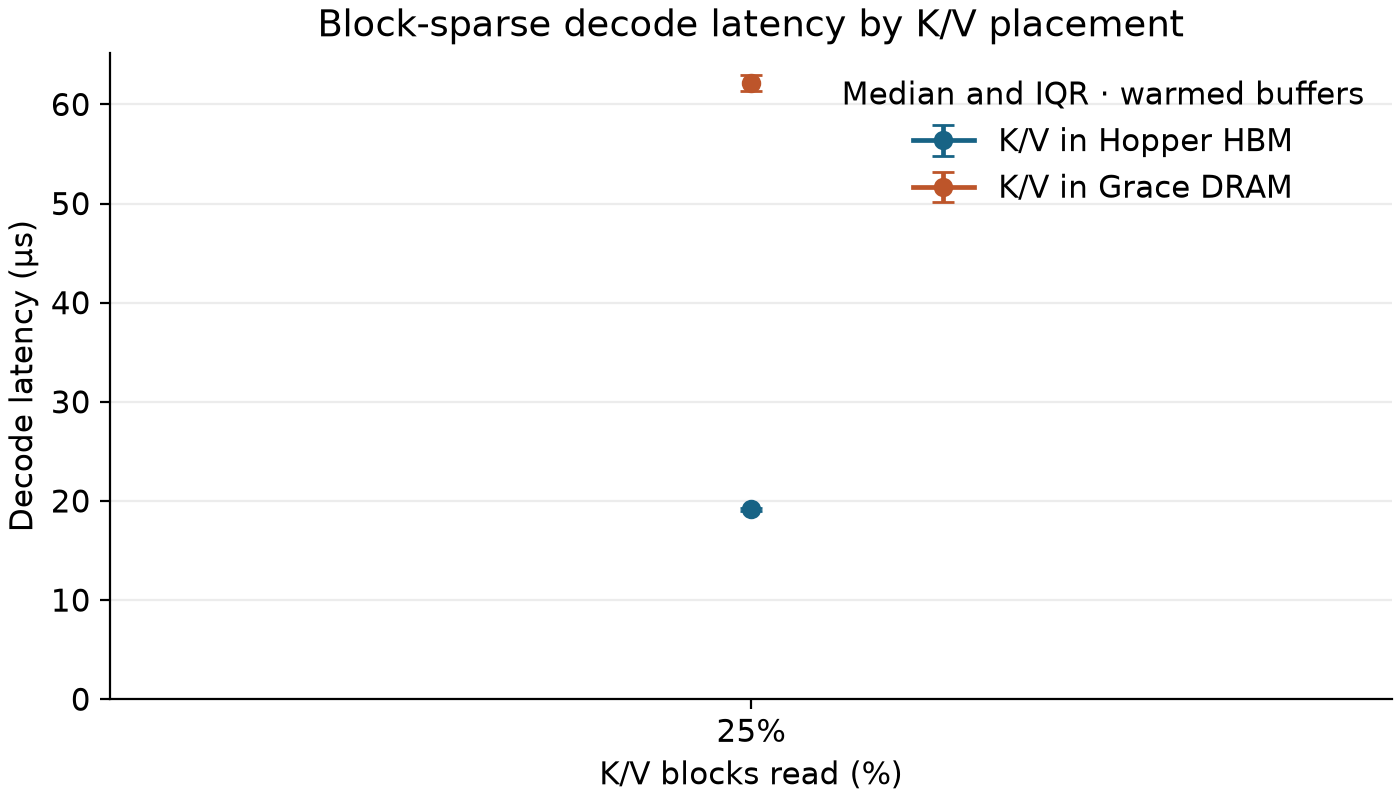 Block-sparse decode latency by K/V placement
Median and IQR · warmed buffers
K/V in Hopper HBM
K/V in Grace DRAM
Decode latency (µs)
60
50
40
30
20
10
0
25%
K/V blocks read (%)